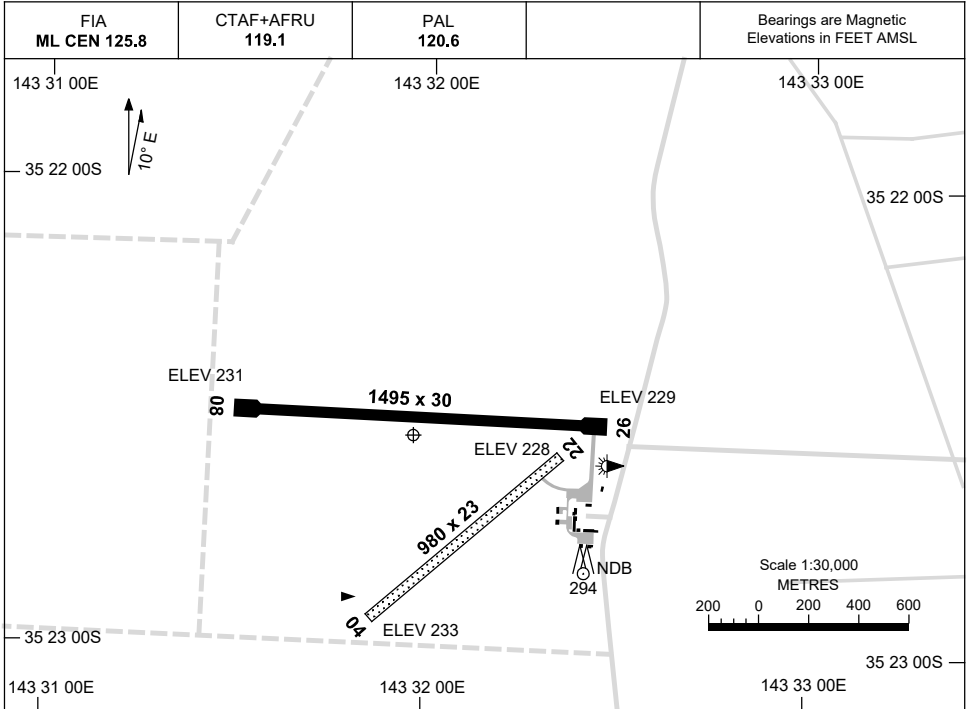 FIA
ML CEN 125.8
CTAF+AFRU
119.1
PAL
120.6
Bearings are Magnetic
Elevations in FEET AMSL
143 31 00E
143 32 00E
143 33 00E
10° E
35 22 00S
35 22 00S
ELEV 231
08
1495 x 30
ELEV 229
26
ELEV 228
22
980 x 23
NDB
294
Scale 1:30,000
METRES
200 0 200 400 600
04
ELEV 233
35 23 00S
35 23 00S
143 31 00E
143 32 00E
143 33 00E